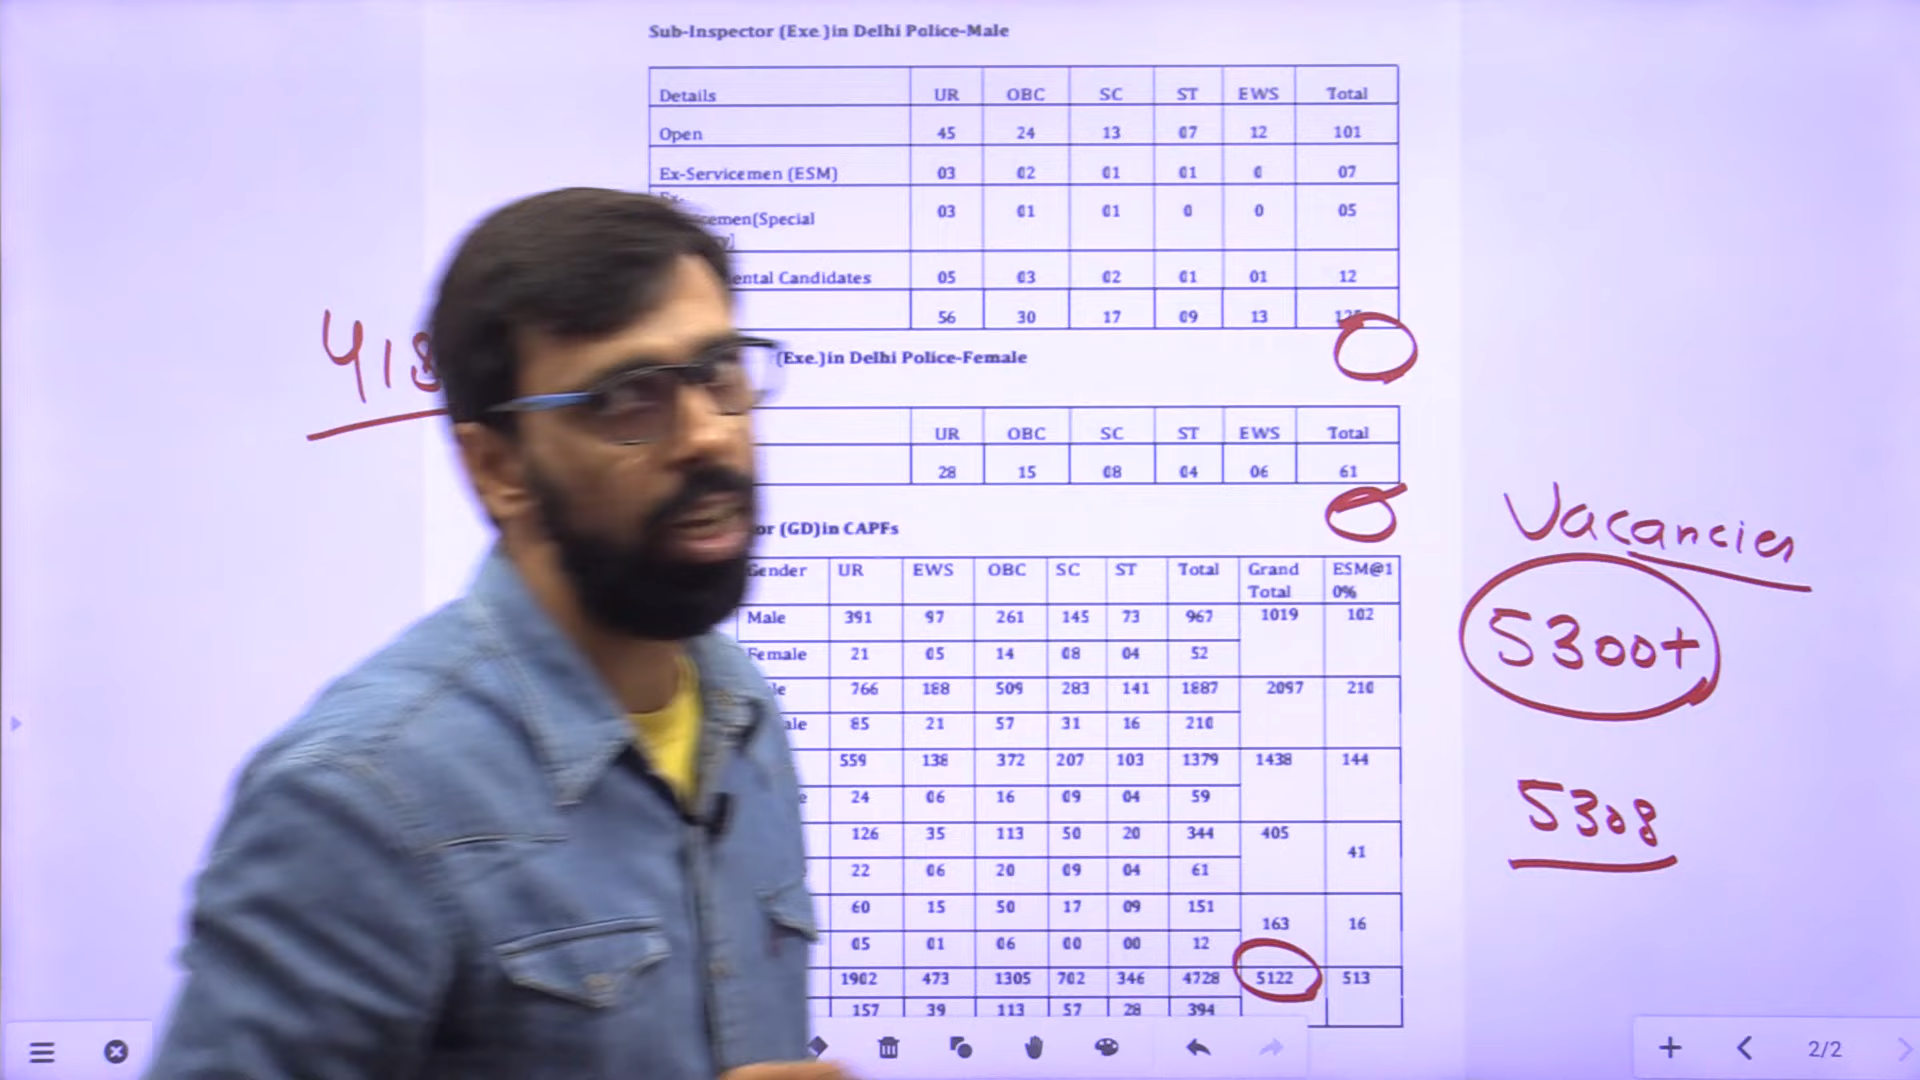 Sub-Inspector (Exe.)in Delhi Police-Male
Details UR OBC SC ST EWS Total
Open 45 24 13 07 12 101
Ex-Servicemen (ESM) 03 02 01 01 0 07
Ex-
emen(Special 03 01 01 0 0 05
ental Candidates 05 03 02 01 01 12
56 30 17 09 13
418
(Exe.)in Delhi Police-Female
UR OBC SC ST EWS Total
28 15 08 04 06 61
or (GD)in CAPFs
Gender UR EWS OBC SC ST Total Grand Total ESM@10%
Male 391 97 261 145 73 967 1019 102
Female 21 05 14 08 04 52
le 766 188 509 283 141 1887 2097 210
ale 85 21 57 31 16 210
559 138 372 207 103 1379 1438 144
e 24 06 16 09 04 59
126 35 113 50 20 344 405 41
22 06 20 09 04 61
60 15 50 17 09 151 163 16
05 01 06 00 00 12
1902 473 1305 702 346 4728 5122 513
157 39 113 57 28 394
Vacancies
5300+
5308
2/2